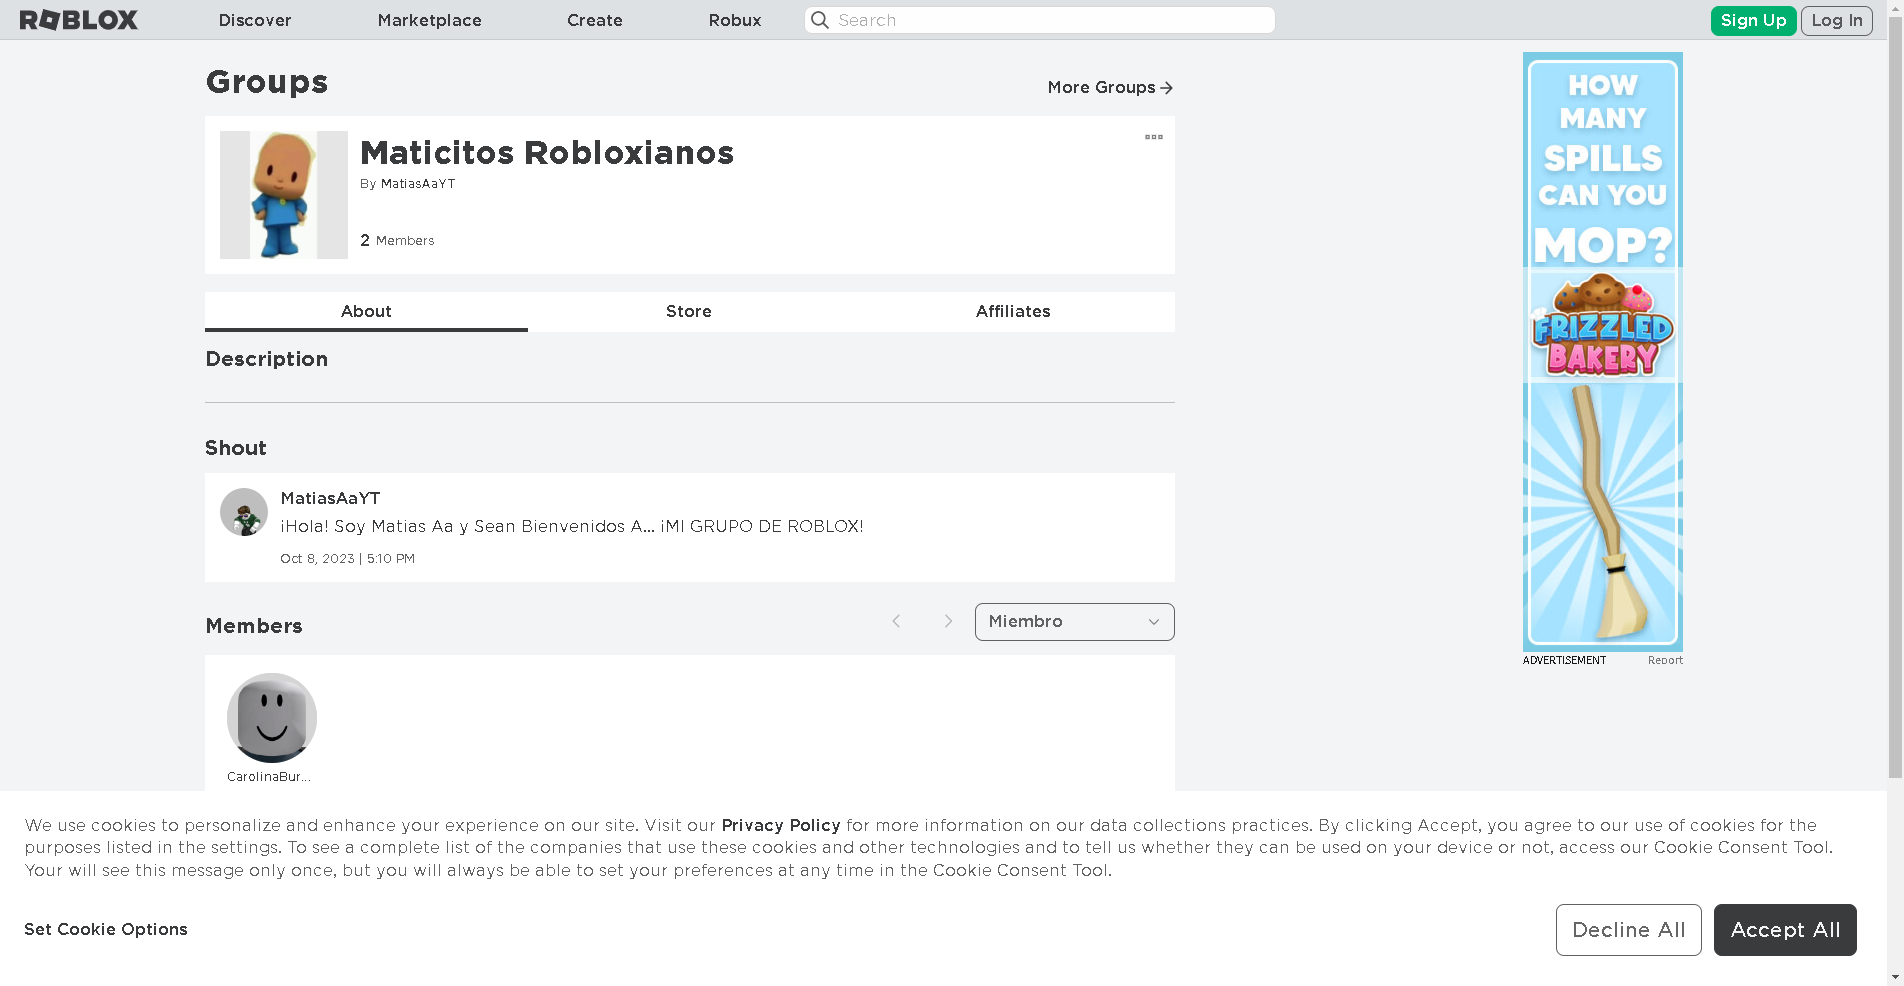 ROBLOX
Discover
Marketplace
Create
Robux
Search
Sign Up
Log In
Groups
More Groups
Maticitos Robloxianos
By MatiasAaYT
2 Members
About
Store
Affiliates
Description
Shout
MatiasAaYT
¡Hola! Soy Matias Aa y Sean Bienvenidos A... ¡MI GRUPO DE ROBLOX!
Oct 8, 2023 | 5:10 PM
Members
Miembro
CarolinaBur...
HOW
MANY
SPILLS
CAN YOU
MOP?
FRIZZLED
BAKERY
ADVERTISEMENT
Report
We use cookies to personalize and enhance your experience on our site. Visit our Privacy Policy for more information on our data collections practices. By clicking Accept, you agree to our use of cookies for the
purposes listed in the settings. To see a complete list of the companies that use these cookies and other technologies and to tell us whether they can be used on your device or not, access our Cookie Consent Tool.
Your will see this message only once, but you will always be able to set your preferences at any time in the Cookie Consent Tool.
Set Cookie Options
Decline All
Accept All